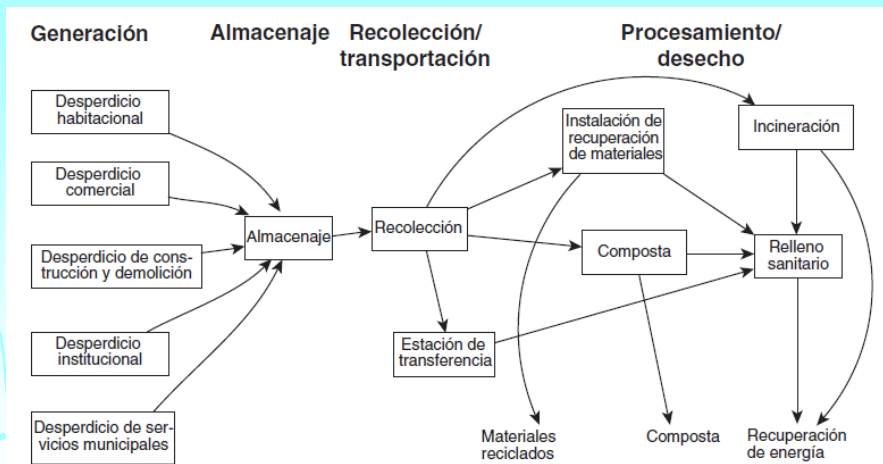 Generación
Almacenaje
Recolección/
transportación
Procesamiento/
desecho
Desperdicio
habitacional
Desperdicio
comercial
Desperdicio de cons-
trucción y demolición
Desperdicio
institucional
Desperdicio de ser-
vicios municipales
Almacenaje
Recolección
Estación de
transferencia
Instalación de
recuperación
de materiales
Composta
Incineración
Relleno
sanitario
Materiales
reciclados
Composta
Recuperación
de energía